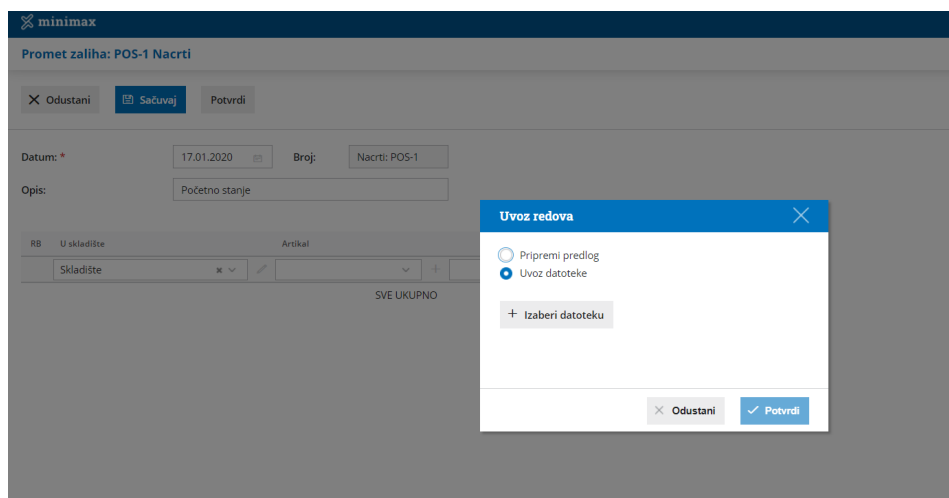 minimax
Promet zaliha: POS-1 Nacrti
Odustani Sačuvaj Potvrdi
Datum: * 17.01.2020 Broj: Nacrti: POS-1
Opis: Početno stanje
RB U skladište Artikal
Skladište
SVE UKUPNO
Uvoz redova
Pripremi predlog
Uvoz datoteke
+ Izaberi datoteku
Odustani Potvrdi